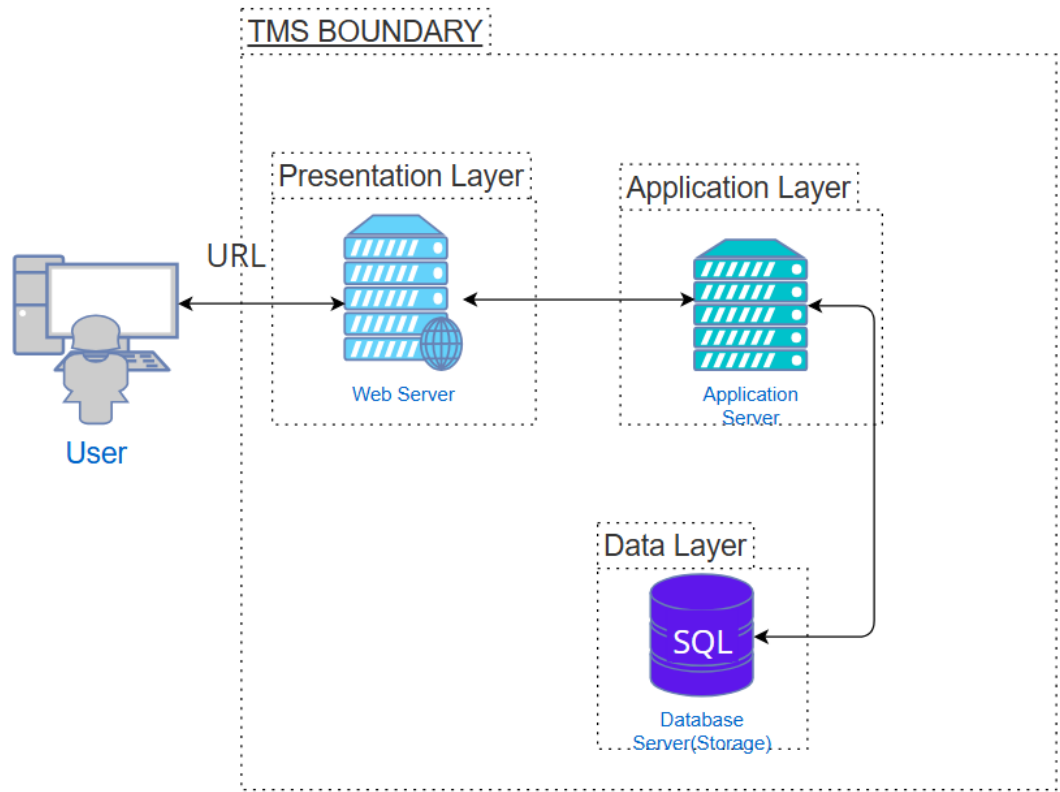 TMS BOUNDARY
Presentation Layer
Application Layer
URL
Web Server
Application
Server
User
Data Layer
SQL
Database
Server(Storage)